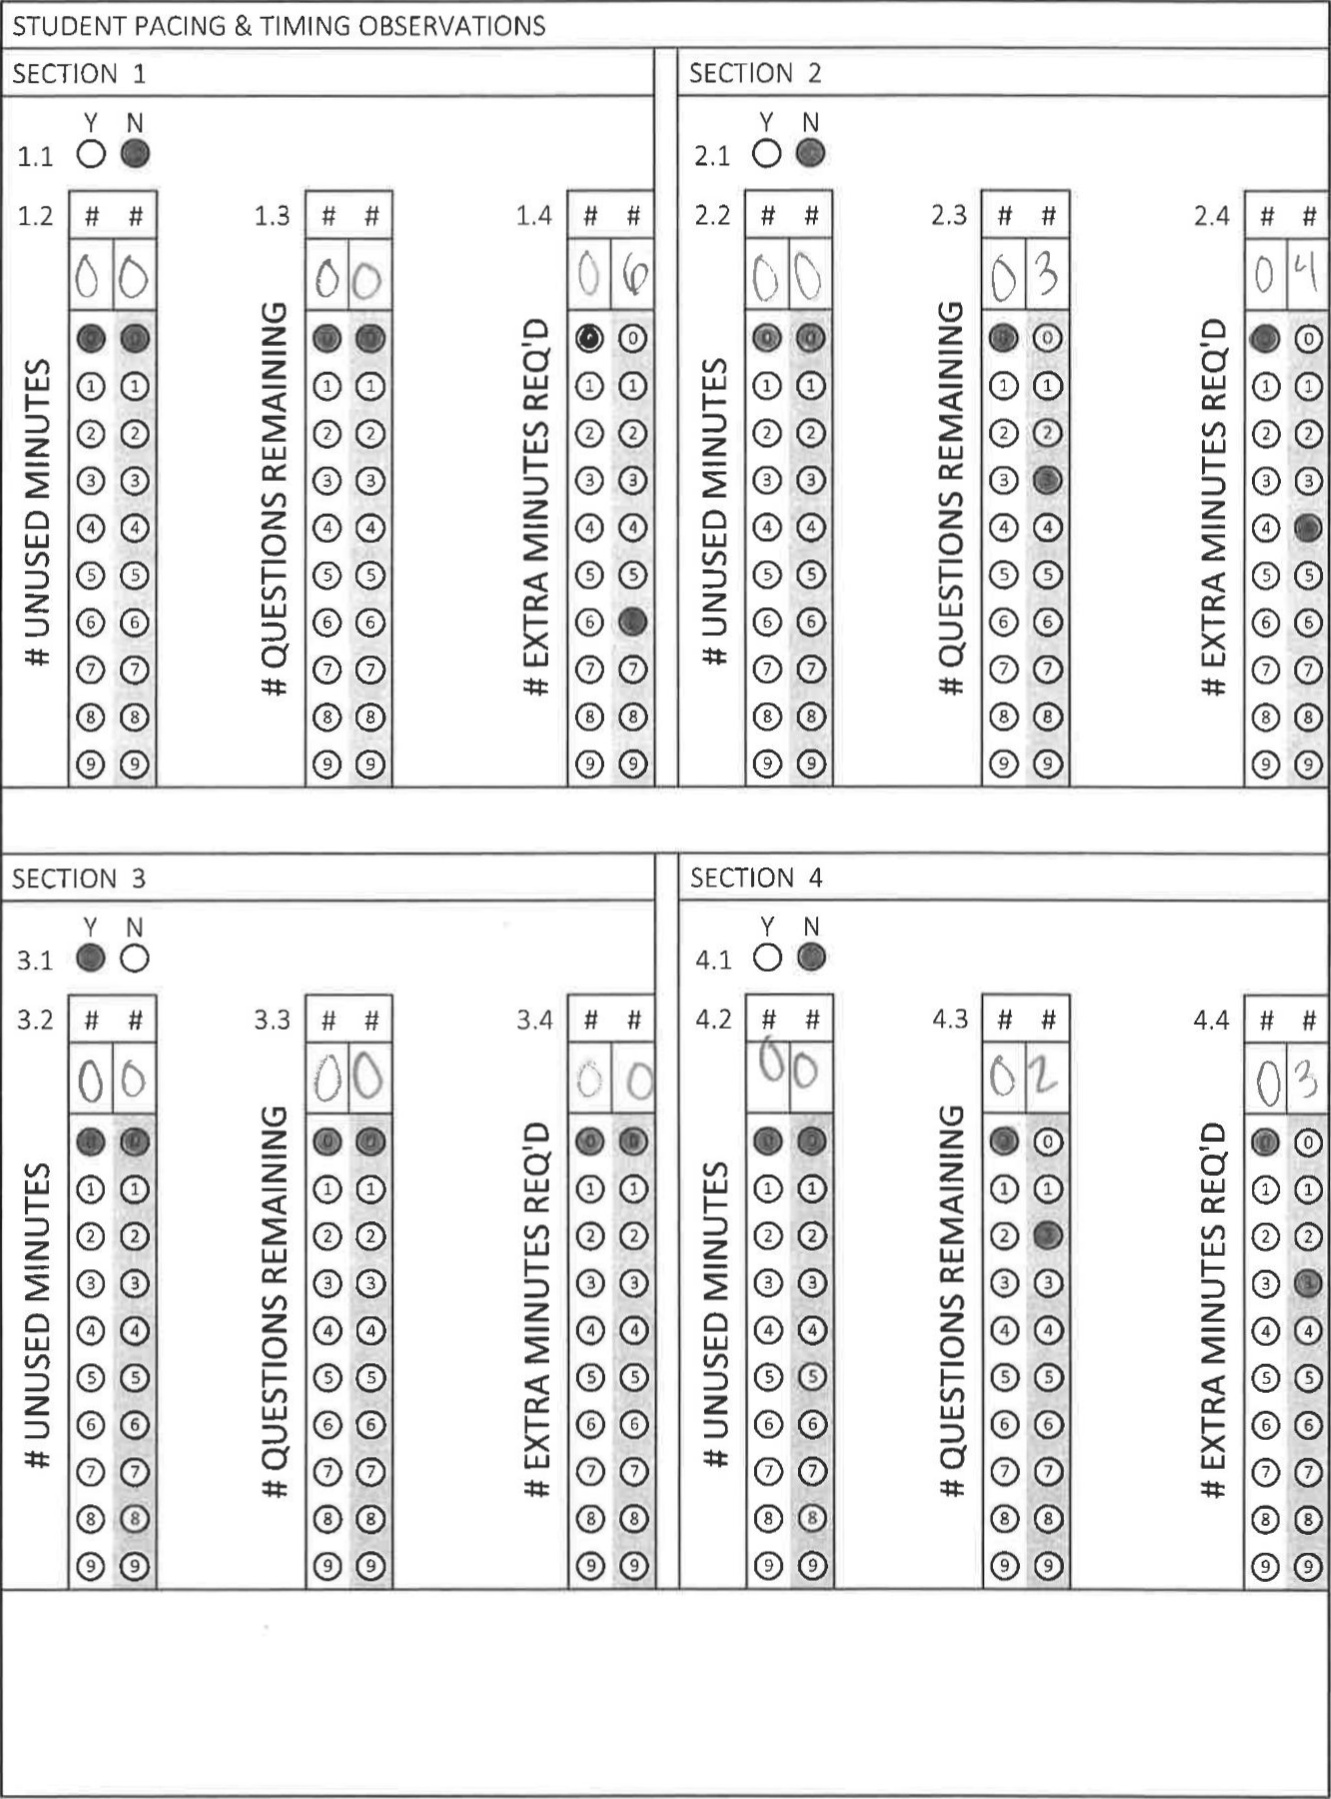 STUDENT PACING & TIMING OBSERVATIONS
SECTION 1
Y N
1.1
1.2 # # 1.3 # # 1.4 # #
0 0 0 0 0 6
# UNUSED MINUTES
# QUESTIONS REMAINING
# EXTRA MINUTES REQ'D
0 0 0 0 0
1 1 1 1 1 1
2 2 2 2 2 2
3 3 3 3 3 3
4 4 4 4 4 4
5 5 5 5 5 5
6 6 6 6 6
7 7 7 7 7 7
8 8 8 8 8 8
9 9 9 9 9 9
SECTION 2
Y N
2.1
2.2 # # 2.3 # # 2.4 # #
0 0 0 3 0 4
# UNUSED MINUTES
# QUESTIONS REMAINING
# EXTRA MINUTES REQ'D
0 0 0 0 0 0
1 1 1 1 1 1
2 2 2 2 2 2
3 3 3 3 3 3
4 4 4 4 4
5 5 5 5 5 5
6 6 6 6 6 6
7 7 7 7 7 7
8 8 8 8 8 8
9 9 9 9 9 9
SECTION 3
Y N
3.1
3.2 # # 3.3 # # 3.4 # #
0 0 0 0 0 0
# UNUSED MINUTES
# QUESTIONS REMAINING
# EXTRA MINUTES REQ'D
0 0 0 0 0 0
1 1 1 1 1 1
2 2 2 2 2 2
3 3 3 3 3 3
4 4 4 4 4 4
5 5 5 5 5 5
6 6 6 6 6 6
7 7 7 7 7 7
8 8 8 8 8 8
9 9 9 9 9 9
SECTION 4
Y N
4.1
4.2 # # 4.3 # # 4.4 # #
0 0 0 2 0 3
# UNUSED MINUTES
# QUESTIONS REMAINING
# EXTRA MINUTES REQ'D
0 0 0 0 0 0
1 1 1 1 1 1
2 2 2 2 2 2
3 3 3 3 3 3
4 4 4 4 4 4
5 5 5 5 5 5
6 6 6 6 6 6
7 7 7 7 7 7
8 8 8 8 8 8
9 9 9 9 9 9